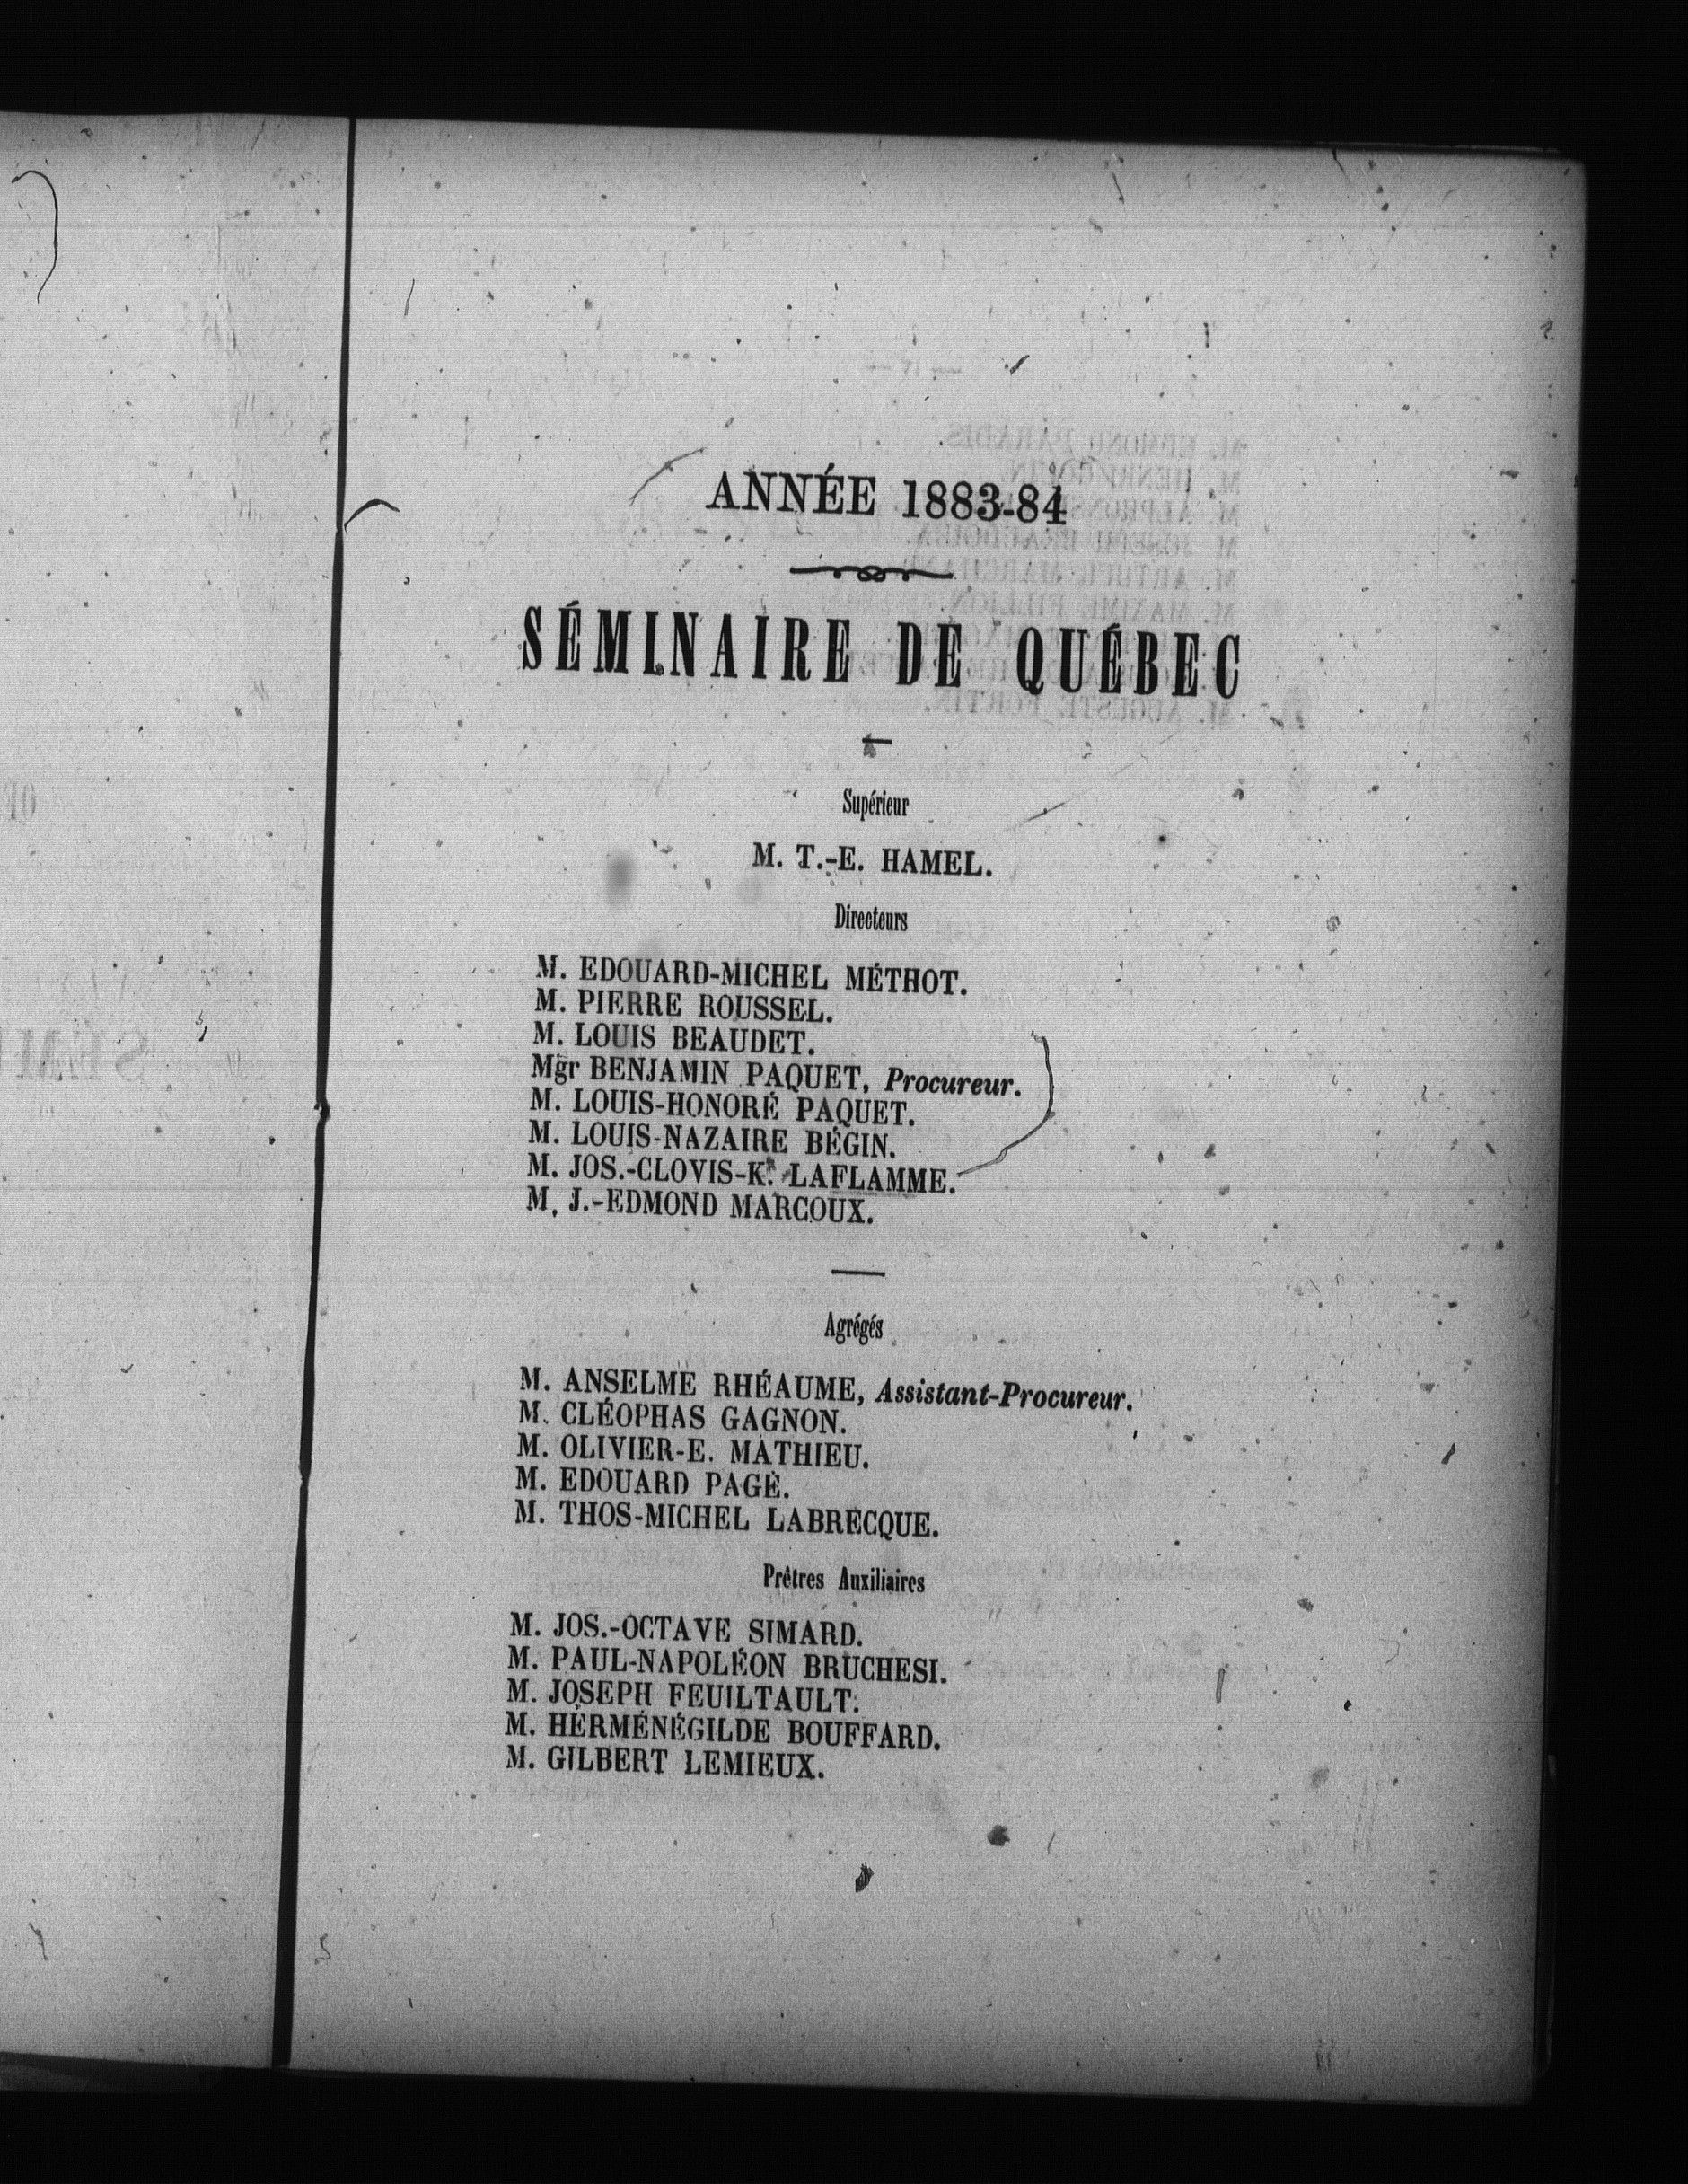 ANNÉE 1883-84
SÉMINAIRE DE QUÉBEC
Supérieur
M. T.-E. HAMEL.
Directeurs
M. EDOUARD-MICHEL MÉTHOT.
M. PIERRE ROUSSEL.
M. LOUIS BEAUDET.
Mgr BENJAMIN PAQUET, Procureur.
M. LOUIS-HONORÉ PAQUET.
M. LOUIS-NAZAIRE BÉGIN.
M. JOS.-CLOVIS-K. LAFLAMME.
M. J.-EDMOND MARCOUX.
Agrégés
M. ANSELME RHÉAUME, Assistant-Procureur.
M. CLÉOPHAS GAGNON.
M. OLIVIER-E. MATHIEU.
M. EDOUARD PAGÉ.
M. THOS-MICHEL LABRECQUE.
Prêtres Auxiliaires
M. JOS.-OCTAVE SIMARD.
M. PAUL-NAPOLÉON BRUCHESI.
M. JOSEPH FEUILTAULT.
M. HERMÉNÉGILDE BOUFFARD.
M. GILBERT LEMIEUX.